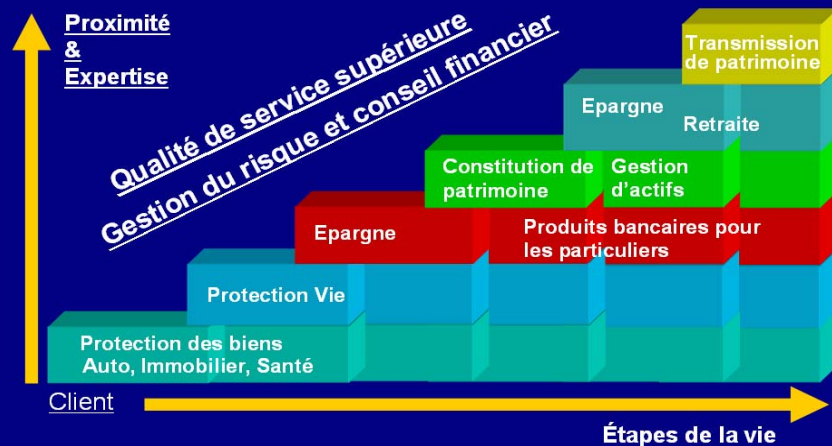 Proximité
&
Expertise
Qualité de service supérieure
Gestion du risque et conseil financier
Transmission
de patrimoine
Epargne
Retraite
Constitution de
patrimoine
Gestion
d'actifs
Epargne
Produits bancaires pour
les particuliers
Protection Vie
Protection des biens
Auto, Immobilier, Santé
Client
Étapes de la vie